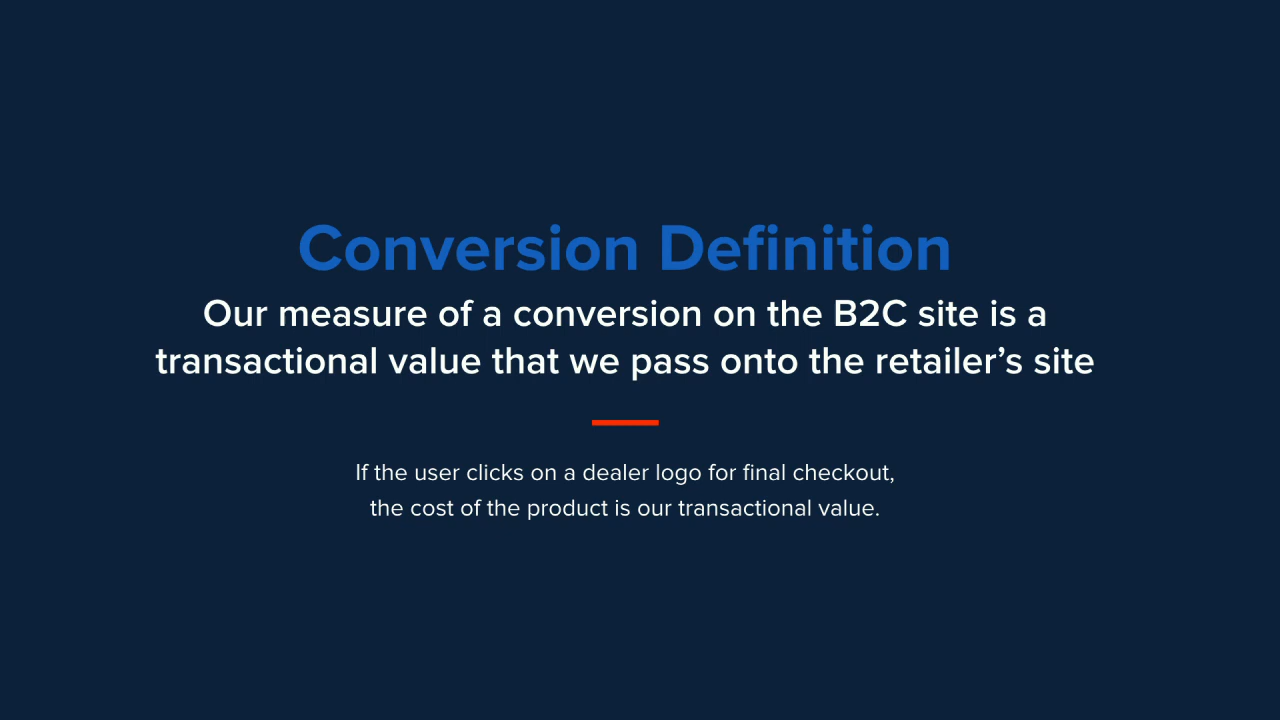 Conversion Definition
Our measure of a conversion on the B2C site is a
transactional value that we pass onto the retailer’s site
If the user clicks on a dealer logo for final checkout,
the cost of the product is our transactional value.